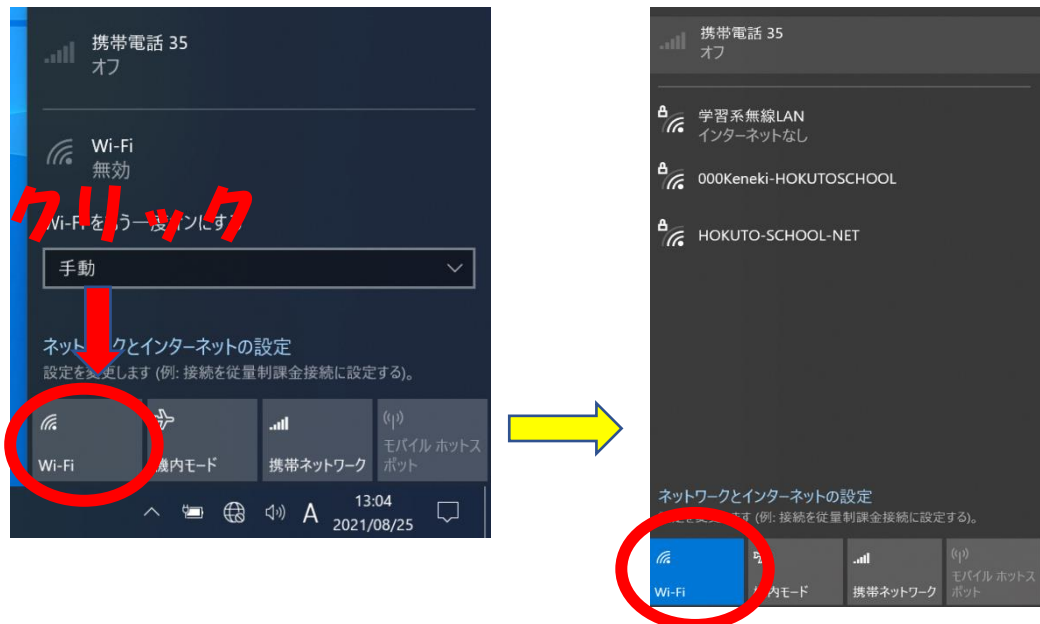 携帯電話 35
オフ
Wi-Fi
無効
クリック
Wi-Fi をもう一度オンにする
手動
ネットワークとインターネットの設定
設定を変更します (例: 接続を従量制課金接続に設定する)。
Wi-Fi
機内モード
携帯ネットワーク
モバイル ホットス
ポット
A
13:04
2021/08/25
携帯電話 35
オフ
学習系無線LAN
インターネットなし
000Keneki-HOKUTOSCHOOL
HOKUTO-SCHOOL-NET
ネットワークとインターネットの設定
設定を変更します (例: 接続を従量制課金接続に設定する)。
Wi-Fi
機内モード
携帯ネットワーク
モバイル ホットス
ポット